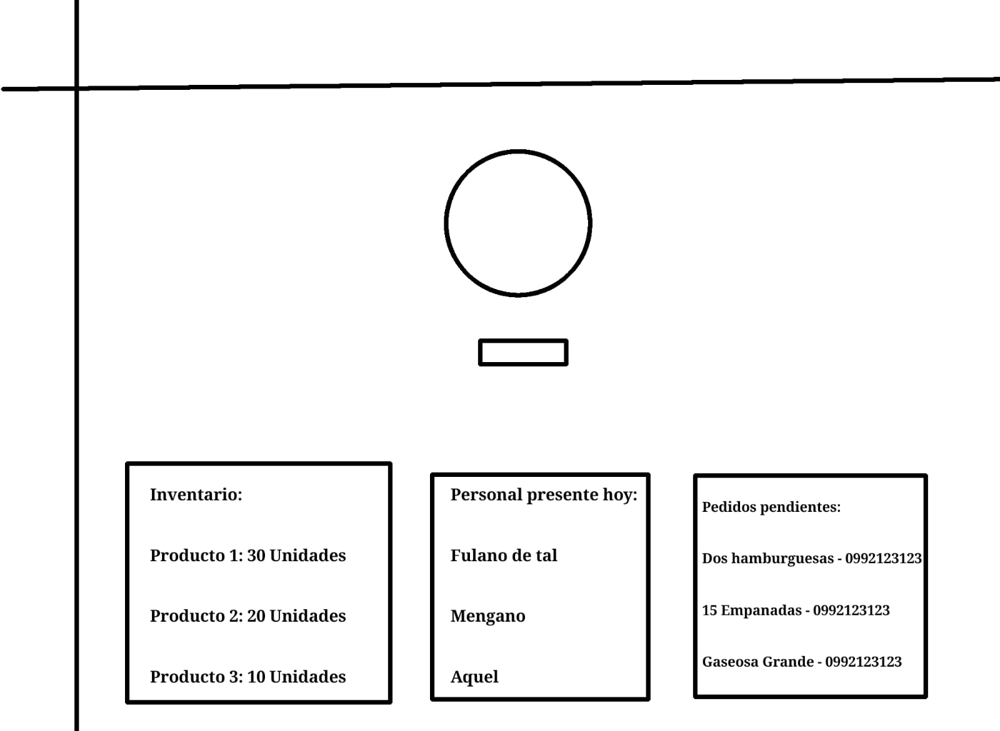 Inventario:
Producto 1: 30 Unidades
Producto 2: 20 Unidades
Producto 3: 10 Unidades
Personal presente hoy:
Fulano de tal
Mengano
Aquel
Pedidos pendientes:
Dos hamburguesas - 0992123123
15 Empanadas - 0992123123
Gaseosa Grande - 0992123123